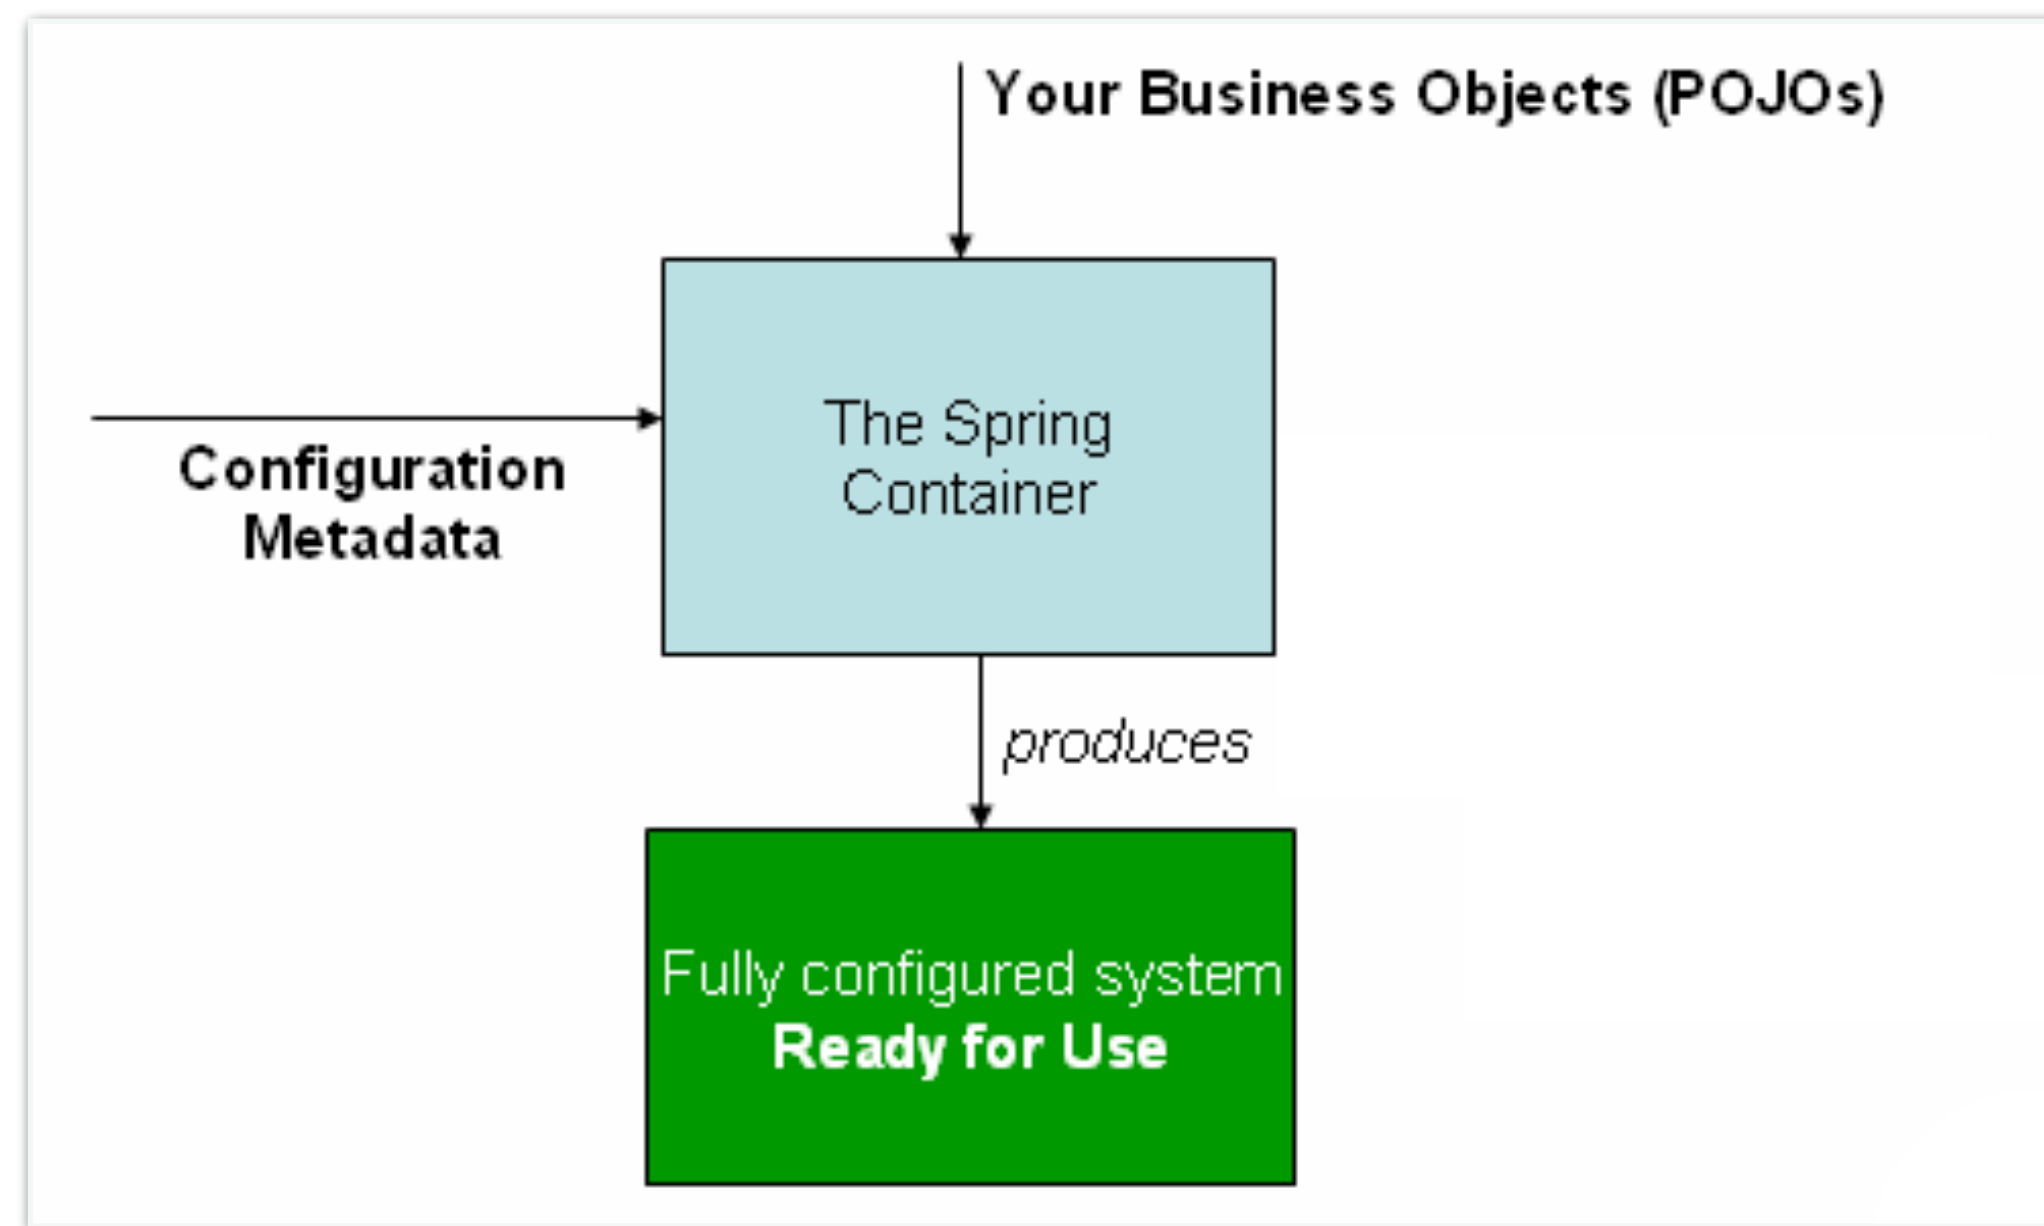 Your Business Objects (POJOs)
The Spring
Container
Configuration
Metadata
produces
Fully configured system
Ready for Use